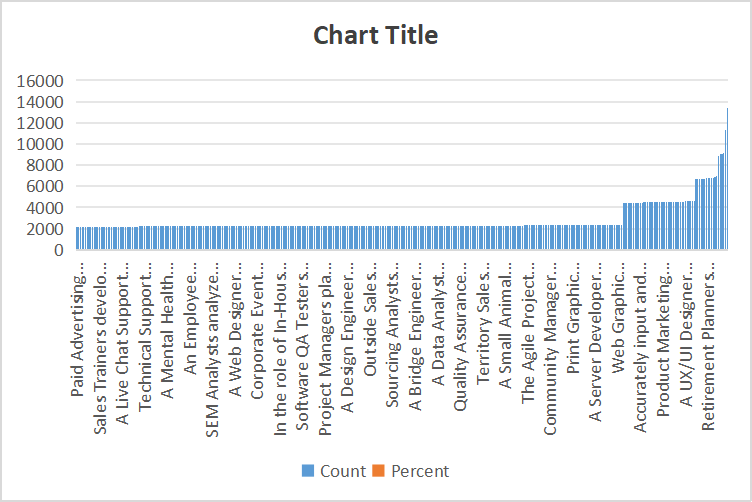 Chart Title
16000
14000
12000
10000
8000
6000
4000
2000
0
Paid Advertising...
Sales Trainers develo...
A Live Chat Support...
Technical Support...
A Mental Health...
An Employee...
SEM Analysts analyze...
A Web Designer...
Corporate Event...
In the role of In-Hous...
Software QA Testers...
Project Managers pla...
A Design Engineer...
Outside Sales...
Sourcing Analysts...
A Bridge Engineer...
A Data Analyst...
Quality Assurance...
Territory Sales...
A Small Animal...
The Agile Project...
Community Manager...
Print Graphic...
A Server Developer...
Web Graphic...
Accurately input and...
Product Marketing...
A UX/UI Designer...
Retirement Planners...
Count Percent